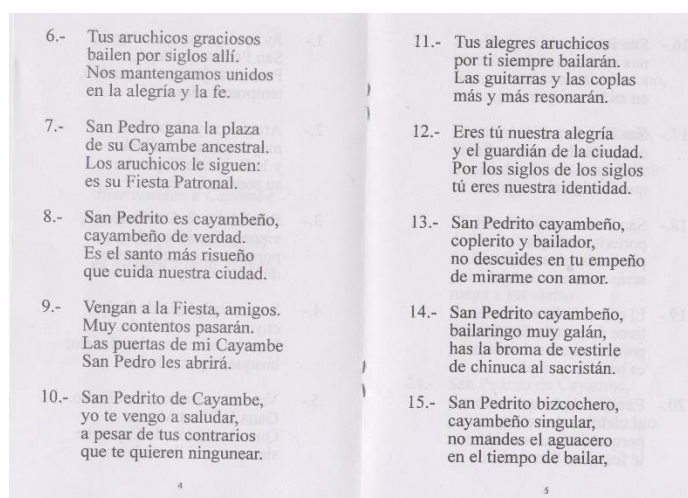 6.- Tus aruchicos graciosos
bailen por siglos allí.
Nos mantengamos unidos
en la alegría y la fe.
7.- San Pedro gana la plaza
de su Cayambe ancestral.
Los aruchicos le siguen:
es su Fiesta Patronal.
8.- San Pedrito es cayambeño,
cayambeño de verdad.
Es el santo más risueño
que cuida nuestra ciudad.
9.- Vengan a la Fiesta, amigos.
Muy contentos pasarán.
Las puertas de mi Cayambe
San Pedro les abrirá.
10.- San Pedrito de Cayambe,
yo te vengo a saludar,
a pesar de tus contrarios
que te quieren ningunear.
4
11.- Tus alegres aruchicos
por ti siempre bailarán.
Las guitarras y las coplas
más y más resonarán.
12.- Eres tú nuestra alegría
y el guardián de la ciudad.
Por los siglos de los siglos
tú eres nuestra identidad.
13.- San Pedrito cayambeño,
coplerito y bailador,
no descuides en tu empeño
de mirarme con amor.
14.- San Pedrito cayambeño,
bailaringo muy galán,
has la broma de vestirle
de chinuca al sacristán.
15.- San Pedrito bizcochero,
cayambeño singular,
no mandes el aguacero
en el tiempo de bailar,
5